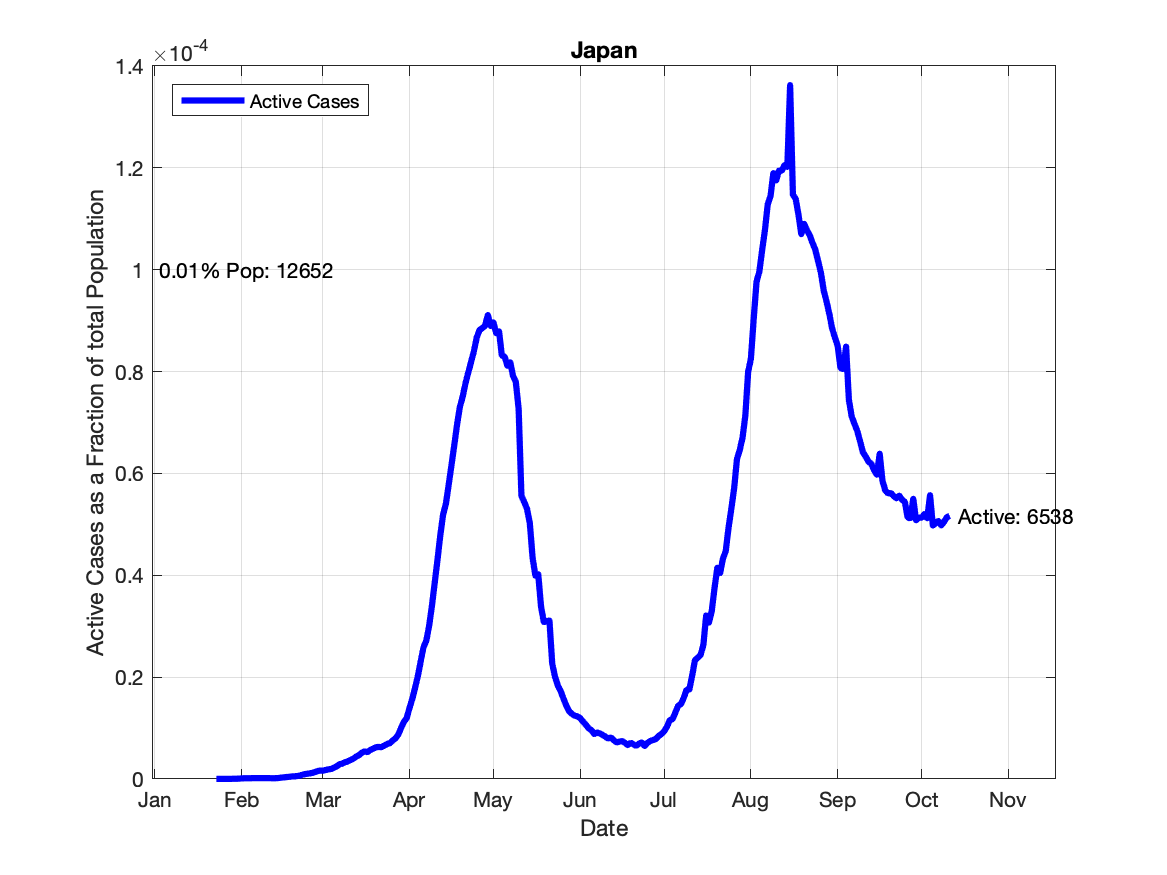 Japan
×10-4
Active Cases
1.4
1.2
1
0.8
0.6
0.4
0.2
0
0.01% Pop: 12652
Active: 6538
Active Cases as a Fraction of total Population
Jan Feb Mar Apr May Jun Jul Aug Sep Oct Nov
Date